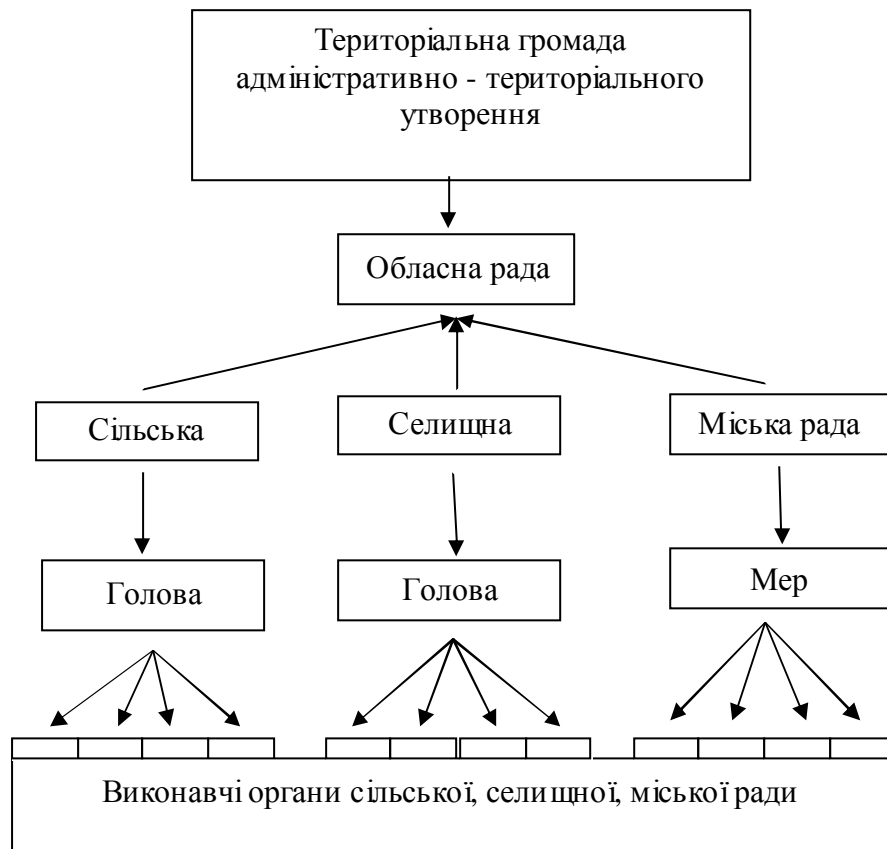 Територіальна громада
адміністративно - територіального
утворення
Обласна рада
Сільська
Селищна
Міська рада
Голова
Голова
Мер
Виконавчі органи сільської, селищної, міської ради